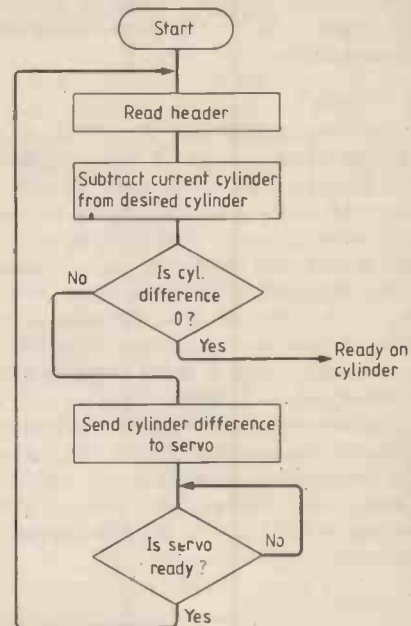 Start
Read header
Subtract current cylinder
from desired cylinder
Is cyl.
difference
0?
No
Yes
Ready on
cylinder
Send cylinder difference
to servo
Is servo
ready?
No
Yes